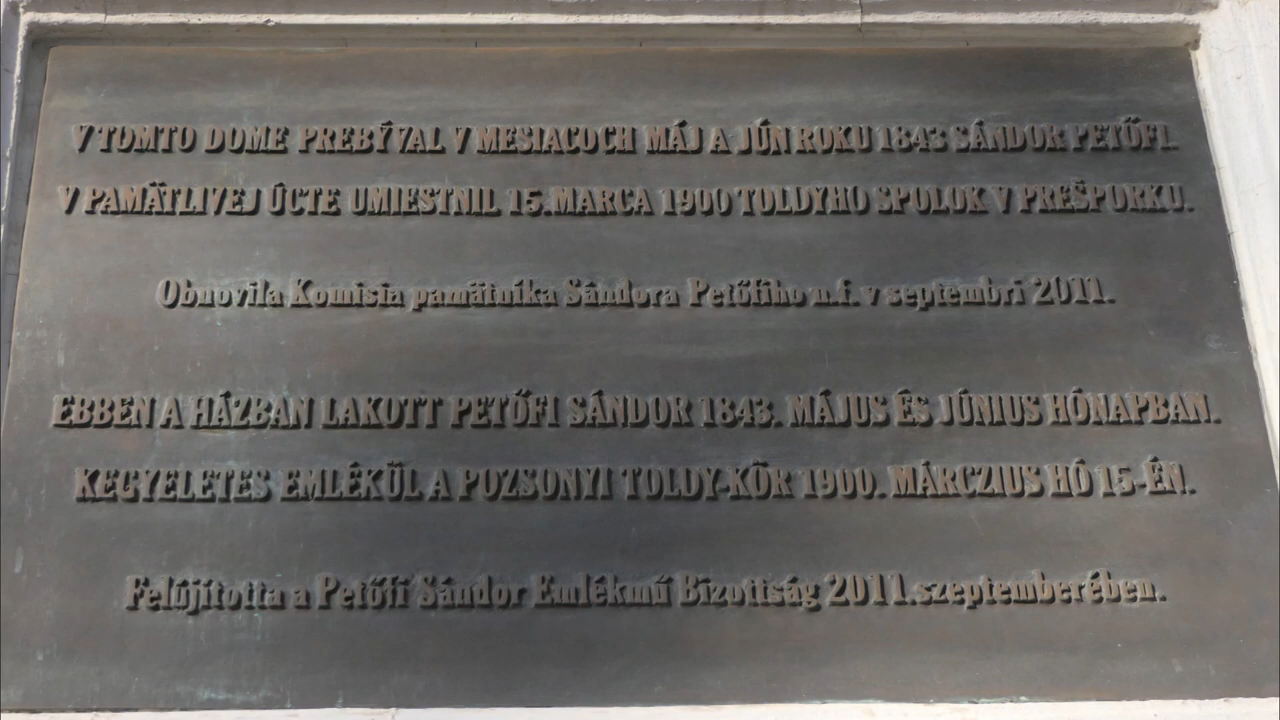 V TOMTO DOME PREBÝVAL V MESIACOCH MÁJ A JÚN ROKU 1843 SÁNDOR PETŐFI.
V PAMÄTLIVEJ ÚCTE UMIESTNIL 15. MARCA 1900 TOLDYHO SPOLOK V PREŠPORKU.
Obnovila Komisia pamätníka Sándora Petőfiho n.f. v septembri 2011.
EBBEN A HÁZBAN LAKOTT PETŐFI SÁNDOR 1843. MÁJUS ÉS JÚNIUS HÓNAPBAN.
KEGYELETES EMLÉKÜL A POZSONYI TOLDY-KÖR 1900. MÁRCZIUS HÓ 15-ÉN.
Felújította a Petőfi Sándor Emlékmű Bizottság 2011. szeptemberében.